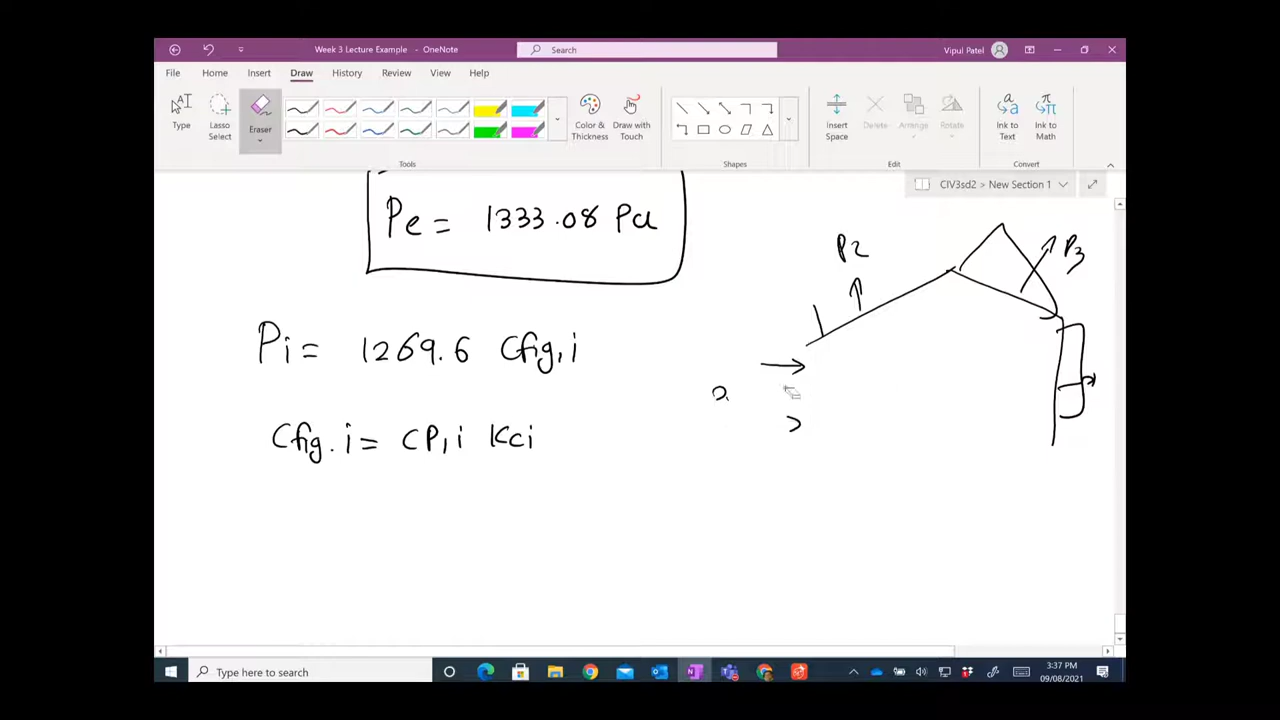 Week 3 Lecture Example - OneNote
Search
Vipul Patel
File Home Insert Draw History Review View Help
Type
Lasso Select
Eraser
Color & Thickness
Draw with Touch
Insert Space
Delete
Arrange
Rotate
Ink to Text
Ink to Math
Tools
Shapes
Edit
Convert
CIV3sd2 > New Section 1
Pe = 1333.08 Pa
P2
P3
Pi = 1269.6 Cfig,i
Cfig.i = CP,i Kci
Type here to search
3:37 PM
09/08/2021